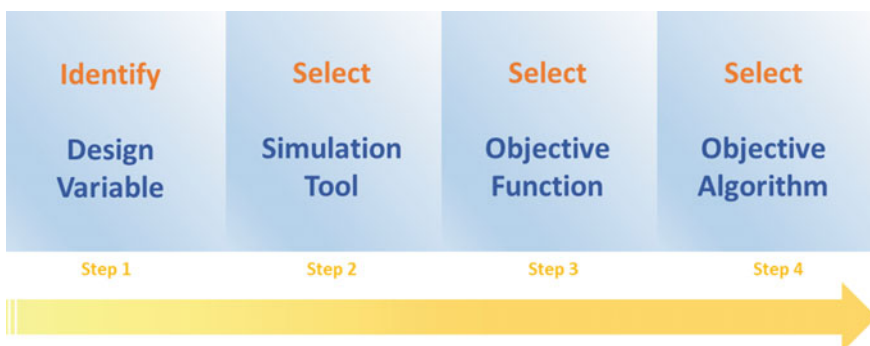 Identify
Design
Variable
Select
Simulation
Tool
Select
Objective
Function
Select
Objective
Algorithm
Step 1
Step 2
Step 3
Step 4